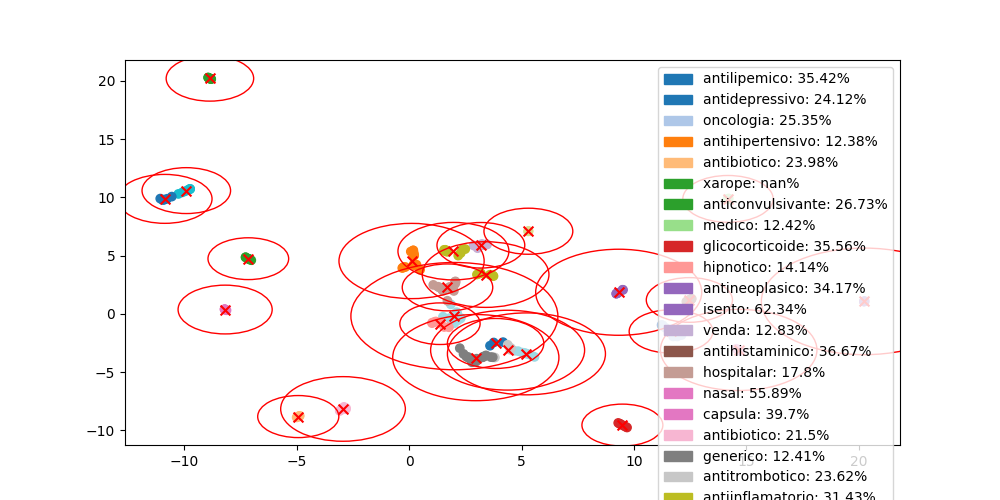 20
15
10
5
0
−5
−10
−10
−5
0
5
10
15
20
antilipemico: 35.42%
antidepressivo: 24.12%
oncologia: 25.35%
antihipertensivo: 12.38%
antibiotico: 23.98%
xarope: nan%
anticonvulsivante: 26.73%
medico: 12.42%
glicocorticoide: 35.56%
hipnotico: 14.14%
antineoplasico: 34.17%
isento: 62.34%
venda: 12.83%
antihistaminico: 36.67%
hospitalar: 17.8%
nasal: 55.89%
capsula: 39.7%
antibiotico: 21.5%
generico: 12.41%
antitrombotico: 23.62%
antiinflamatorio: 31.43%